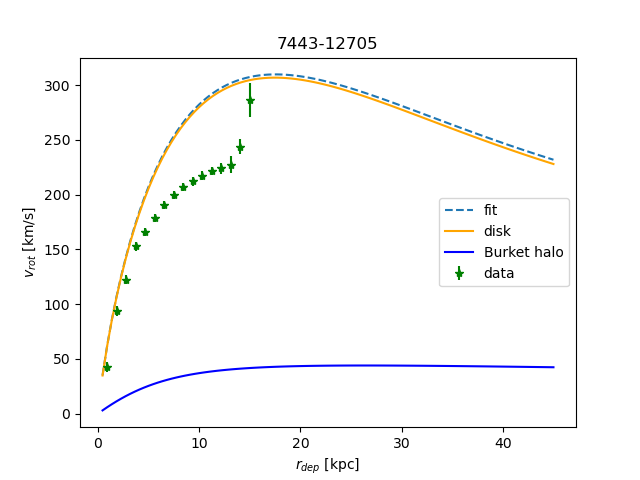 7443-12705
300
250
200
150
100
50
0
v_rot [km/s]
fit
disk
Burket halo
data
0 10 20 30 40
r_dep [kpc]